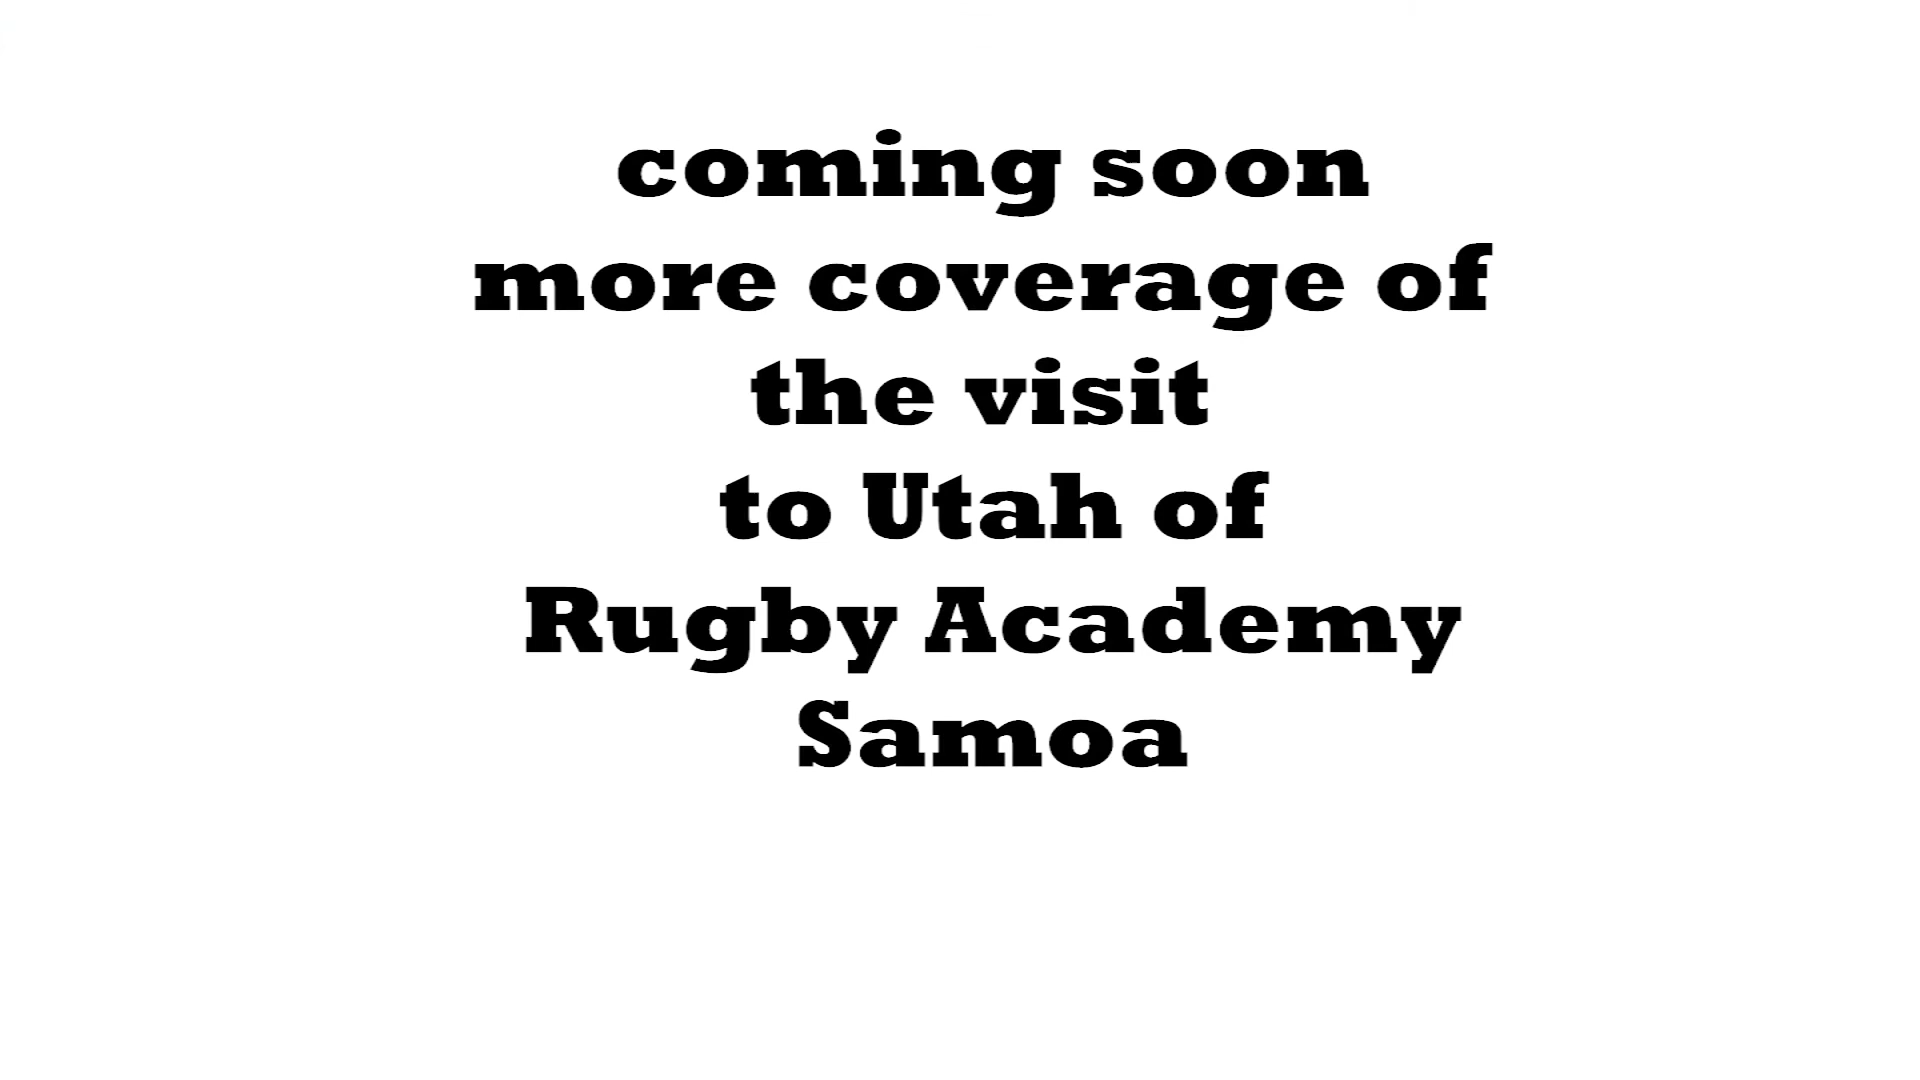 coming soon
more coverage of
the visit
to Utah of
Rugby Academy
Samoa